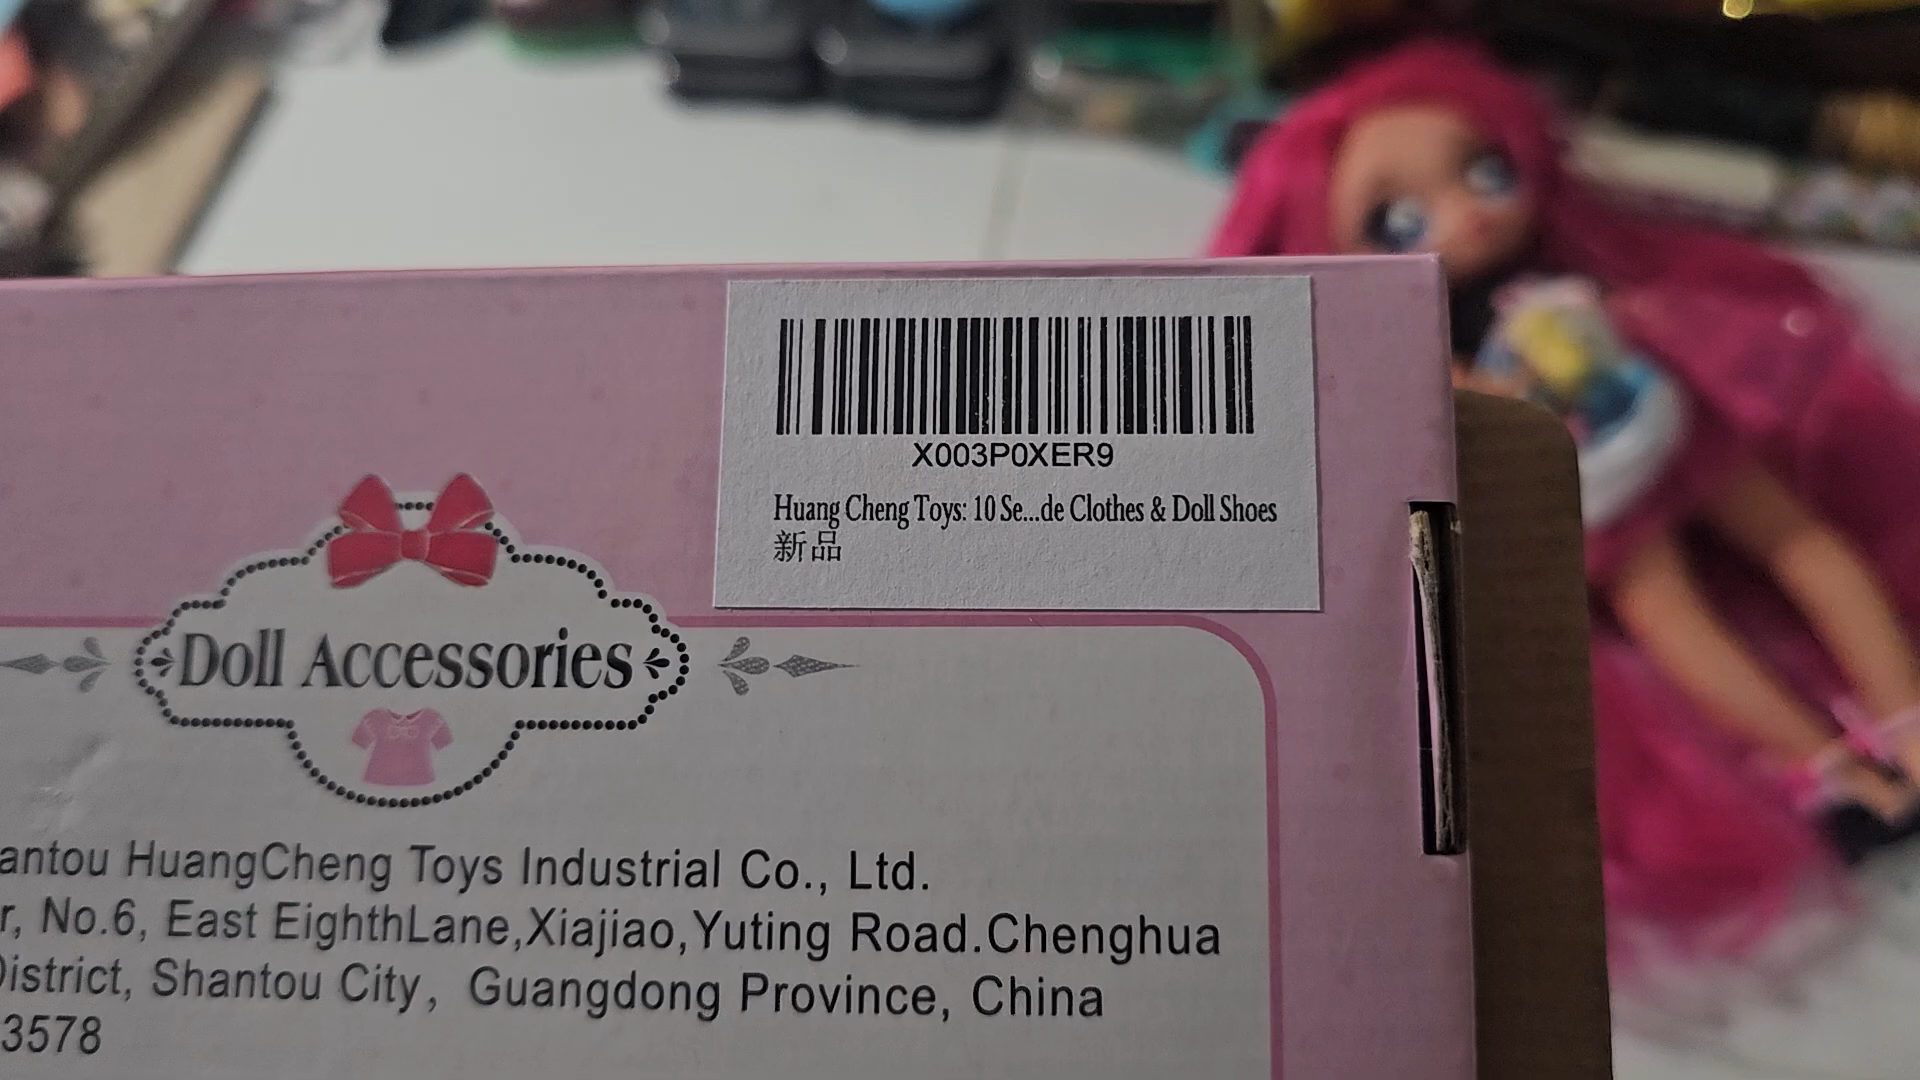 X003P0XER9
Huang Cheng Toys: 10 Se...de Clothes & Doll Shoes
新品
Doll Accessories
antou HuangCheng Toys Industrial Co., Ltd.
r, No.6, East EighthLane,Xiajiao,Yuting Road.Chenghua
District, Shantou City, Guangdong Province, China
3578